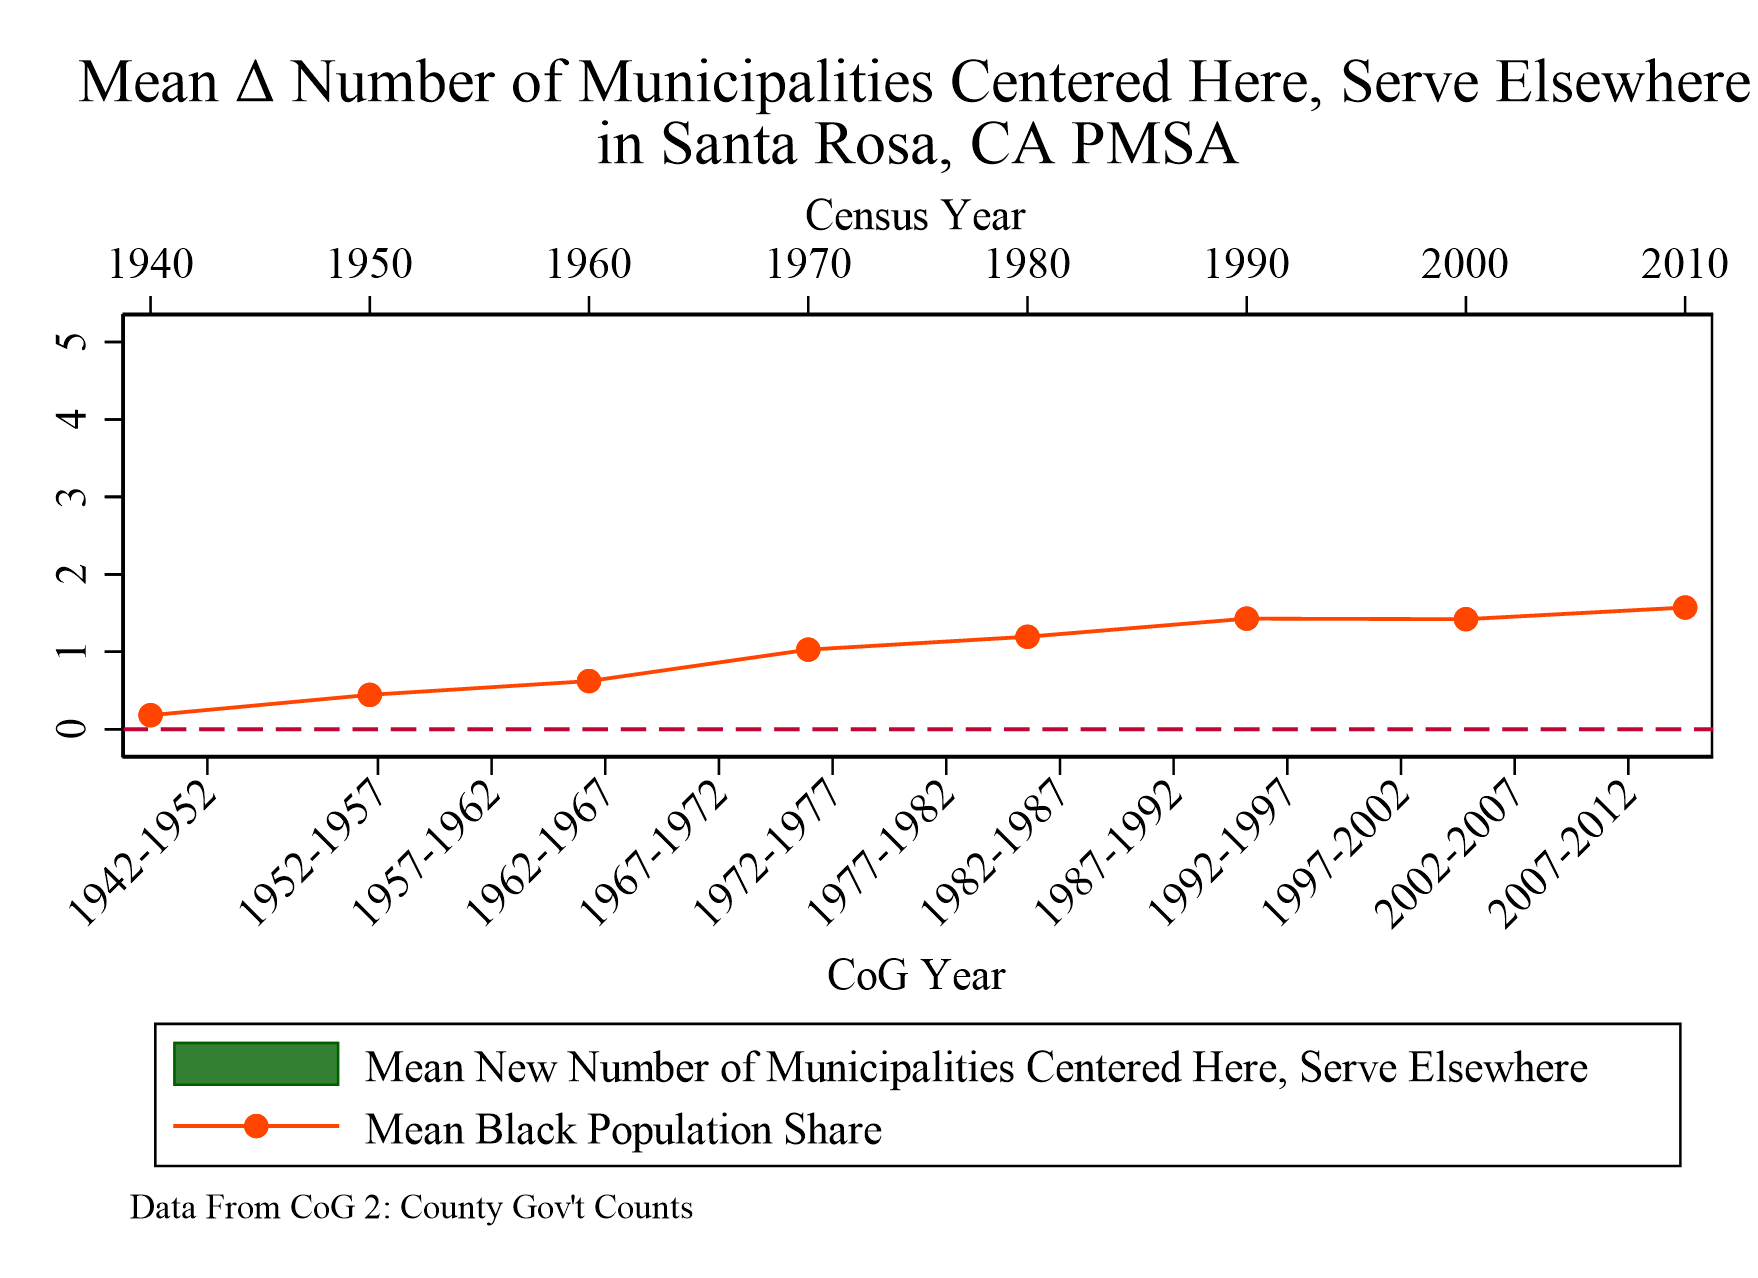 Mean Δ Number of Municipalities Centered Here, Serve Elsewhere
in Santa Rosa, CA PMSA
Census Year
1940 1950 1960 1970 1980 1990 2000 2010
5
4
3
2
1
0
1942-1952 1952-1957 1957-1962 1962-1967 1967-1972 1972-1977 1977-1982 1982-1987 1987-1992 1992-1997 1997-2002 2002-2007 2007-2012
CoG Year
Mean New Number of Municipalities Centered Here, Serve Elsewhere
Mean Black Population Share
Data From CoG 2: County Gov't Counts